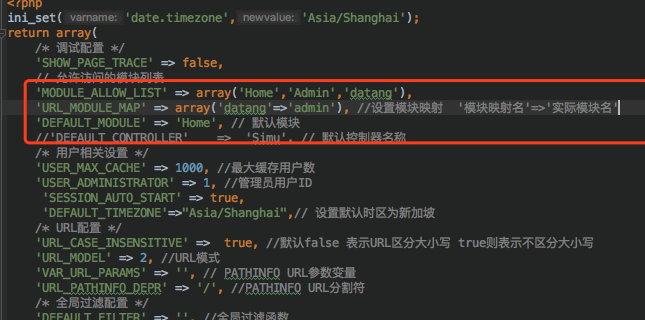 <?php
ini_set( varname: 'date.timezone', newvalue: 'Asia/Shanghai');
return array(
/* 调试配置 */
'SHOW_PAGE_TRACE' => false,
// 允许访问的模块列表
'MODULE_ALLOW_LIST' => array('Home','Admin','datang'),
'URL_MODULE_MAP' => array('datang'=>'admin'), //设置模块映射 '模块映射名'=>'实际模块名'
'DEFAULT_MODULE' => 'Home', // 默认模块
//'DEFAULT_CONTROLLER' => 'Simu', // 默认控制器名称
/* 用户相关设置 */
'USER_MAX_CACHE' => 1000, //最大缓存用户数
'USER_ADMINISTRATOR' => 1, //管理员用户ID
'SESSION_AUTO_START' => true,
'DEFAULT_TIMEZONE'=>"Asia/Shanghai",// 设置默认时区为新加坡
/* URL配置 */
'URL_CASE_INSENSITIVE' => true, //默认false 表示URL区分大小写 true则表示不区分大小写
'URL_MODEL' => 2, //URL模式
'VAR_URL_PARAMS' => '', // PATHINFO URL参数变量
'URL_PATHINFO_DEPR' => '/', //PATHINFO URL分割符
/* 全局过滤配置 */
'DEFAULT_FILTER' => '', //全局过滤函数